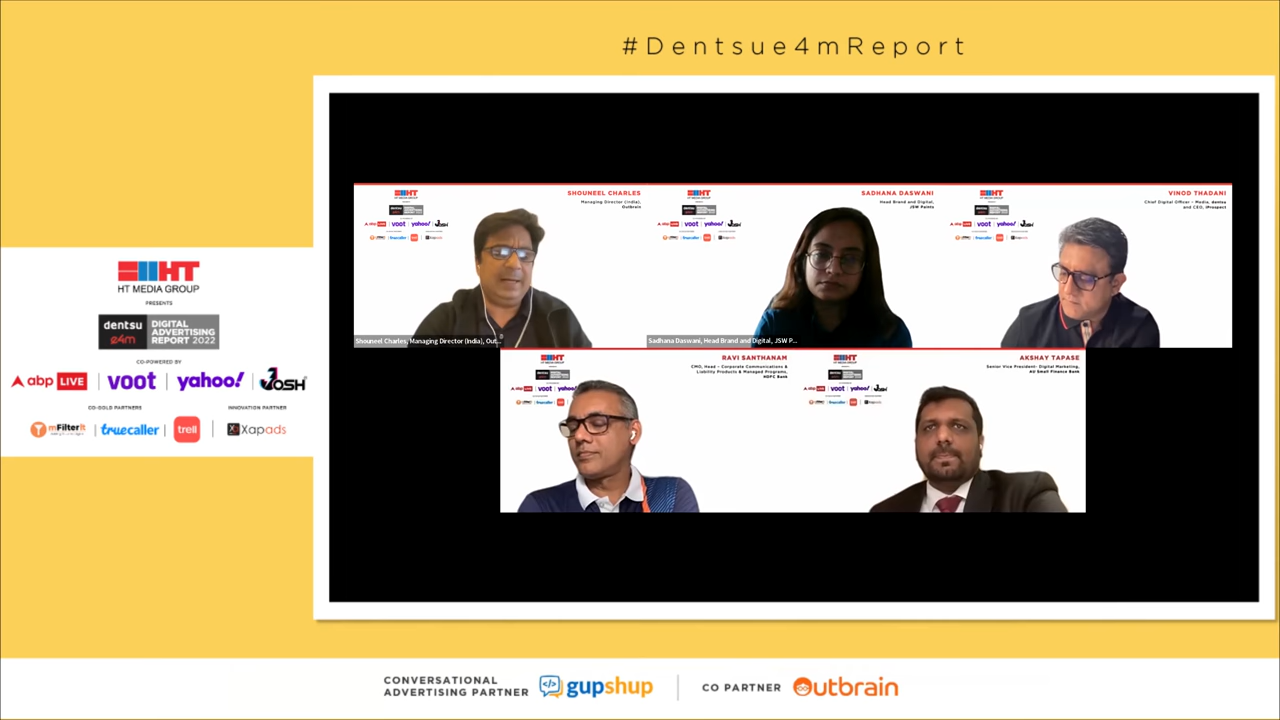 #Dentsue4mReport
HT
HT MEDIA GROUP
PRESENTS
dentsu
e4m
DIGITAL
ADVERTISING
REPORT 2022
CO-POWERED BY
abp LIVE
voot
yahoo!
JOSH
CO-GOLD PARTNERS
INNOVATION PARTNER
mFilterIt
truecaller
trell
Xapads
SHOUNEEL CHARLES
Managing Director (India),
Outbrain
Shouneel Charles, Managing Director (India), Out...
SADHANA DASWANI
Head Brand and Digital,
JSW Paints
Sadhana Daswani, Head Brand and Digital, JSW P...
VINOD THADANI
Chief Digital Officer - Media, dentsu
and CEO, iProspect
RAVI SANTHANAM
CMO, Head - Corporate Communications &
Liability Products & Managed Programs,
HDFC Bank
AKSHAY TAPASE
Senior Vice President: Digital Marketing,
AU Small Finance Bank
CONVERSATIONAL
ADVERTISING PARTNER
gupshup
CO PARTNER
Outbrain